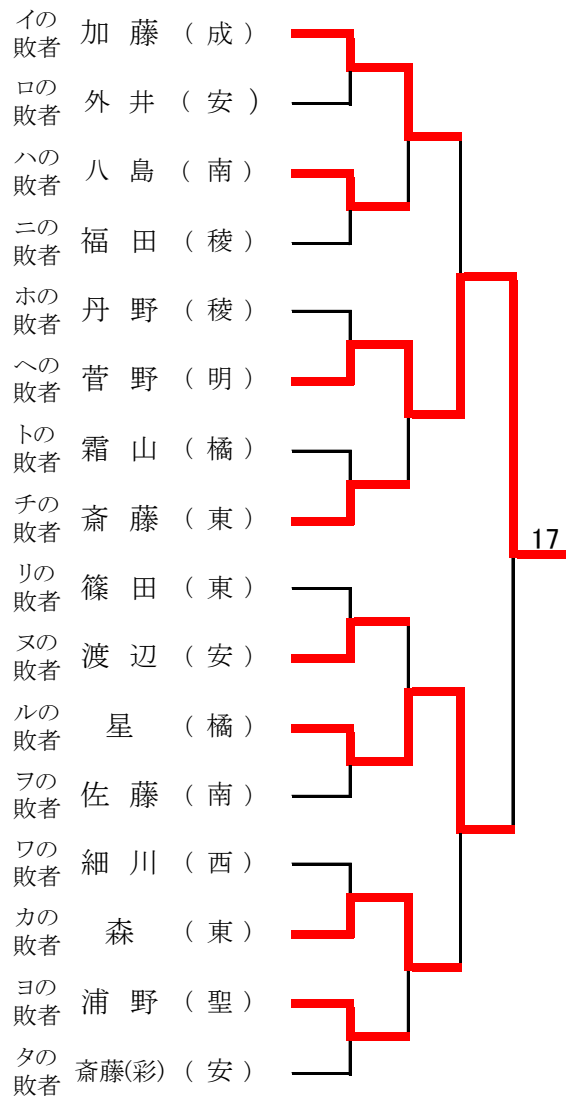 イの
敗者 加 藤 ( 成 )
ロの
敗者 外 井 ( 安 )
ハの
敗者 八 島 ( 南 )
ニの
敗者 福 田 ( 稜 )
ホの
敗者 丹 野 ( 稜 )
への
敗者 菅 野 ( 明 )
トの
敗者 霜 山 ( 橘 )
チの
敗者 斎 藤 ( 東 )
17
リの
敗者 篠 田 ( 東 )
ヌの
敗者 渡 辺 ( 安 )
ルの
敗者 星 ( 橘 )
ヲの
敗者 佐 藤 ( 南 )
ワの
敗者 細 川 ( 西 )
カの
敗者 森 ( 東 )
ヨの
敗者 浦 野 ( 聖 )
タの
敗者 斎藤(彩) ( 安 )